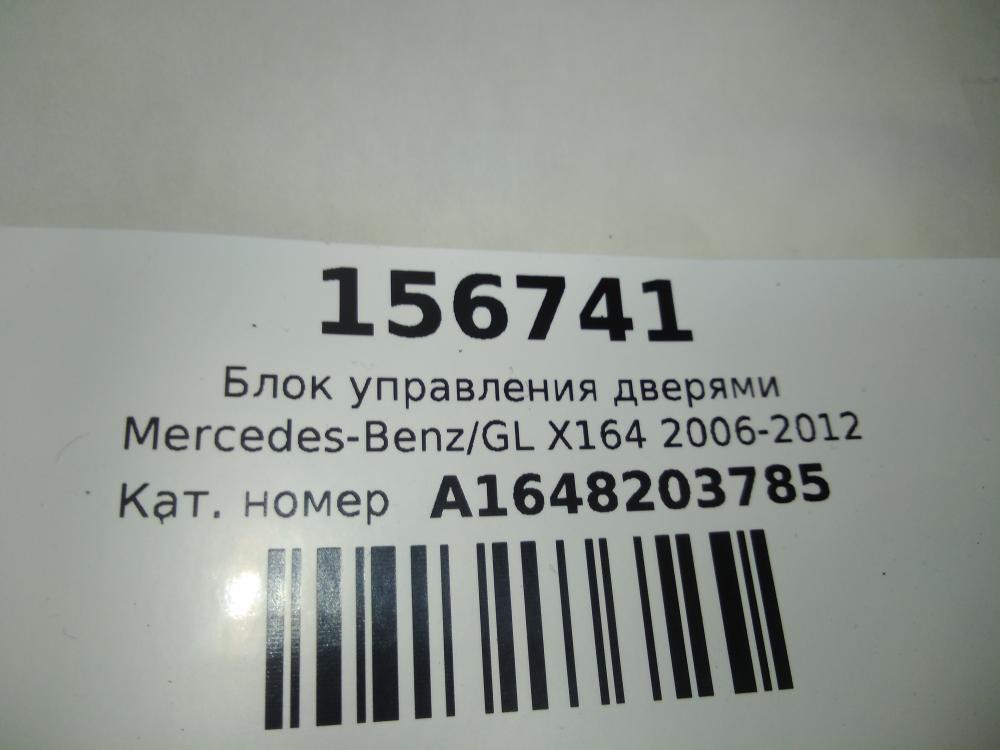 156741
Блок управления дверями
Mercedes-Benz/GL X164 2006-2012
Кат. номер A1648203785